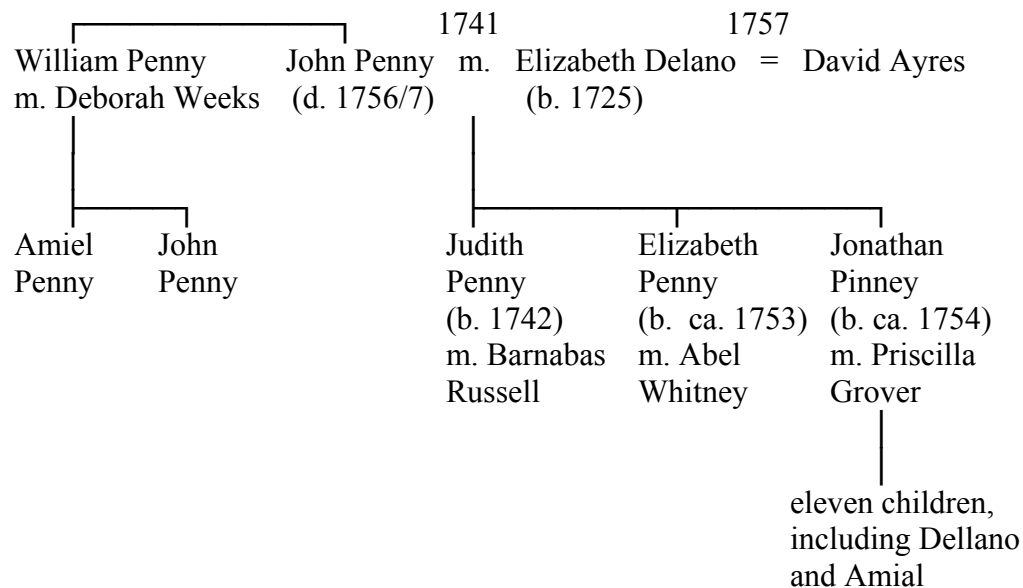 1741 1757
William Penny John Penny m. Elizabeth Delano = David Ayres
m. Deborah Weeks (d. 1756/7) (b. 1725)
Amiel John Judith Elizabeth Jonathan
Penny Penny Penny Penny Pinney
(b. 1742) (b. ca. 1753) (b. ca. 1754)
m. Barnabas m. Abel m. Priscilla
Russell Whitney Grover
eleven children,
including Dellano
and Amial